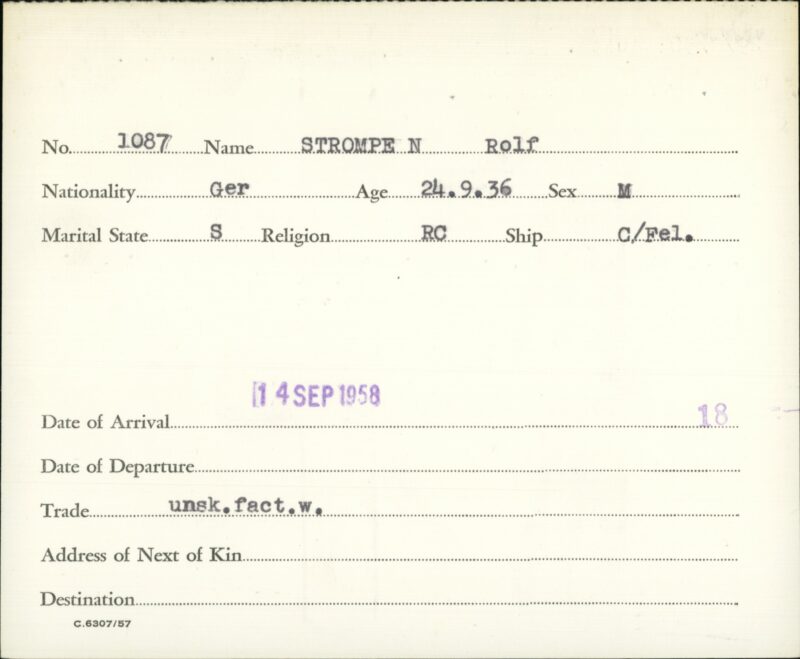 No. 1087 Name STROMPE N Rolf
Nationality Ger Age 24.9.36 Sex M
Marital State S Religion RC Ship C/Fel.
14 SEP 1958
Date of Arrival 18
Date of Departure
Trade unsk.fact.w.
Address of Next of Kin
Destination
C.6307/57